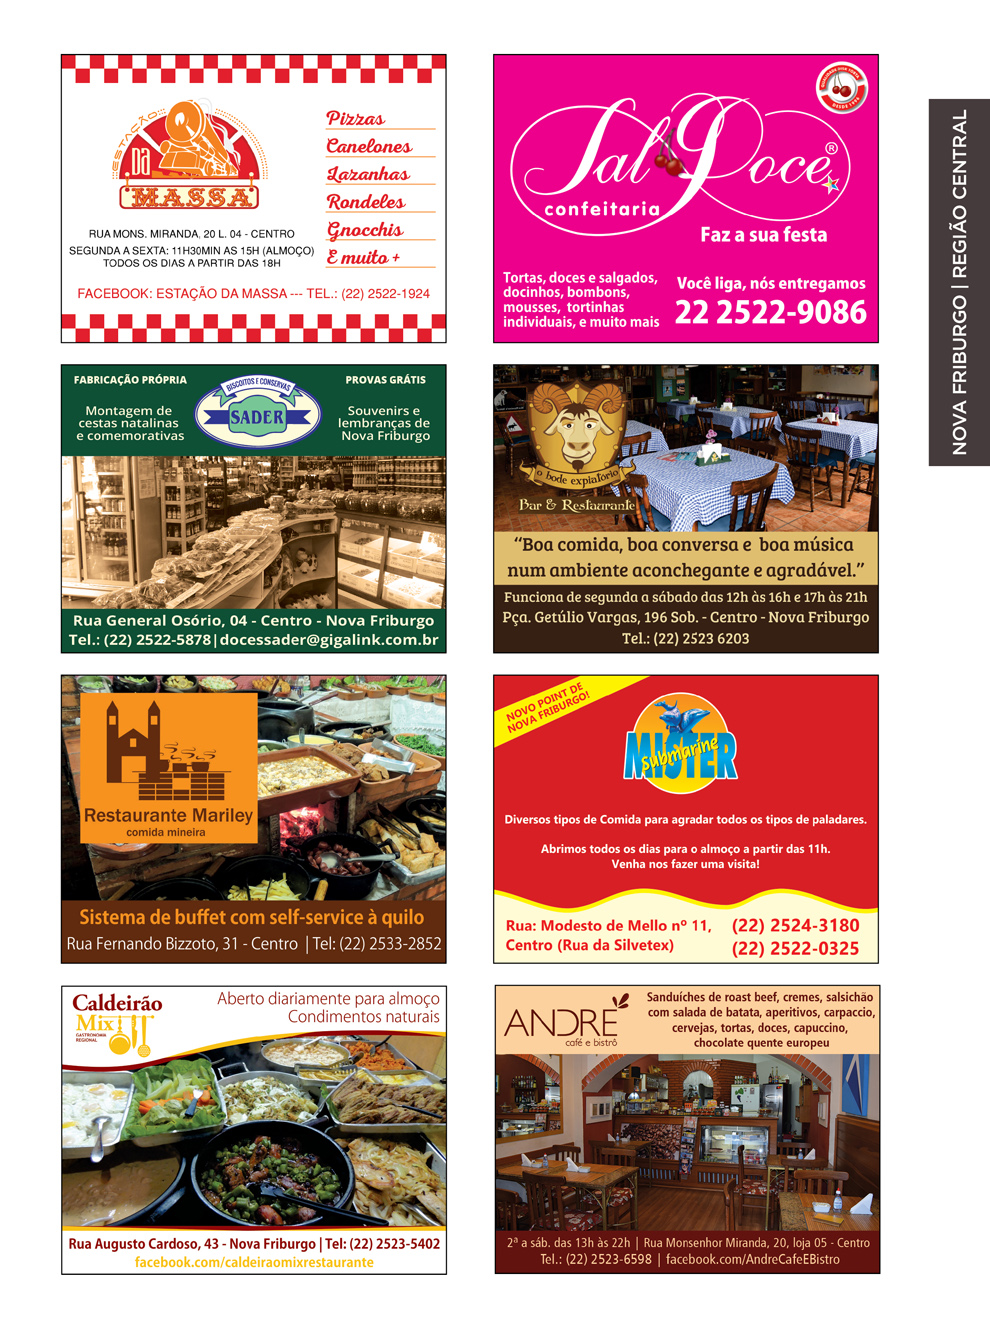 ESTAÇÃO
DA
MASSA
Pizzas
Canelones
Lazanhas
Rondeles
Gnocchis
E muito +
RUA MONS. MIRANDA, 20 L. 04 - CENTRO
SEGUNDA A SEXTA: 11H30MIN AS 15H (ALMOÇO)
TODOS OS DIAS A PARTIR DAS 18H
FACEBOOK: ESTAÇÃO DA MASSA --- TEL.: (22) 2522-1924
DESDE 1984
Sal Doce®
confeitaria
Faz a sua festa
Tortas, doces e salgados,
docinhos, bombons,
mousses, tortinhas
individuais, e muito mais
Você liga, nós entregamos
22 2522-9086
NOVA FRIBURGO | REGIÃO CENTRAL
FABRICAÇÃO PRÓPRIA
Montagem de
cestas natalinas
e comemorativas
BISCOITOS E CONSERVAS
SADER
PROVAS GRÁTIS
Souvenirs e
lembranças de
Nova Friburgo
Rua General Osório, 04 - Centro - Nova Friburgo
Tel.: (22) 2522-5878|docessader@gigalink.com.br
o bode expiatório
Bar & Restaurante
“Boa comida, boa conversa e boa música
num ambiente aconchegante e agradável.”
Funciona de segunda a sábado das 12h às 16h e 17h às 21h
Pça. Getúlio Vargas, 196 Sob. - Centro - Nova Friburgo
Tel.: (22) 2523 6203
Restaurante Mariley
comida mineira
Sistema de buffet com self-service à quilo
Rua Fernando Bizzoto, 31 - Centro | Tel: (22) 2533-2852
NOVO POINT DE
NOVA FRIBURGO!
MISTER
submarine
Diversos tipos de Comida para agradar todos os tipos de paladares.
Abrimos todos os dias para o almoço a partir das 11h.
Venha nos fazer uma visita!
Rua: Modesto de Mello nº 11,
Centro (Rua da Silvetex)
(22) 2524-3180
(22) 2522-0325
Caldeirão
Mix
GASTRONOMIA
REGIONAL
Aberto diariamente para almoço
Condimentos naturais
Rua Augusto Cardoso, 43 - Nova Friburgo | Tel: (22) 2523-5402
facebook.com/caldeiraomixrestaurante
ANDRÉ
café e bistrô
Sanduíches de roast beef, cremes, salsichão
com salada de batata, aperitivos, carpaccio,
cervejas, tortas, doces, capuccino,
chocolate quente europeu
2ª a sáb. das 13h às 22h | Rua Monsenhor Miranda, 20, loja 05 - Centro
Tel.: (22) 2523-6598 | facebook.com/AndreCafeEBistro